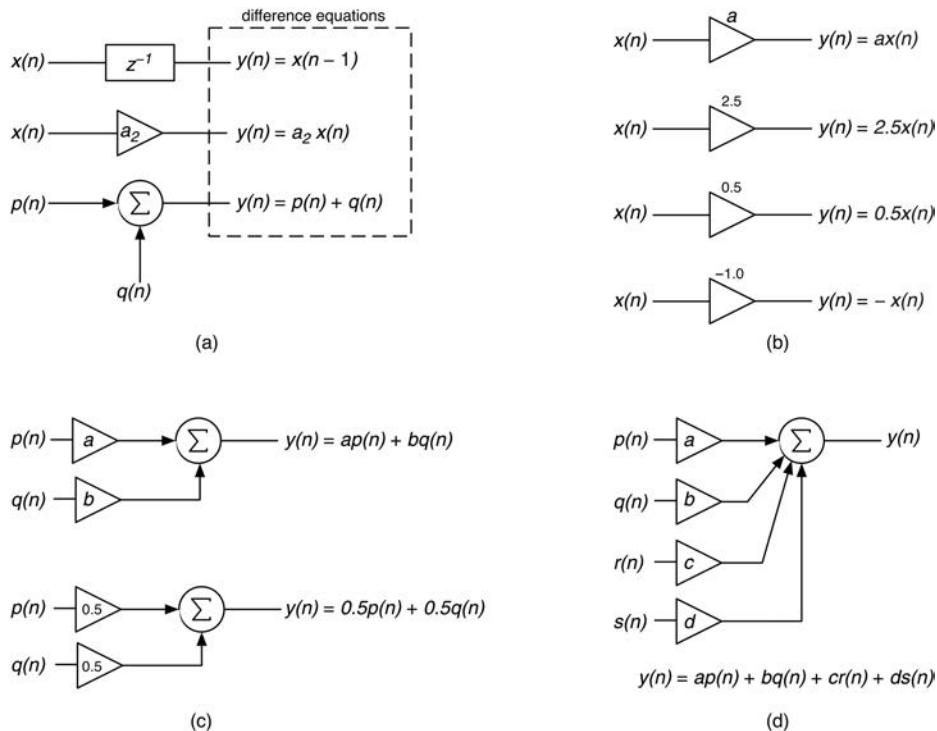 difference equations
x(n) z⁻¹ y(n) = x(n – 1)
x(n) a₂ y(n) = a₂ x(n)
p(n) Σ y(n) = p(n) + q(n)
q(n)
(a)
a
x(n) y(n) = ax(n)
2.5
x(n) y(n) = 2.5x(n)
0.5
x(n) y(n) = 0.5x(n)
–1.0
x(n) y(n) = – x(n)
(b)
p(n) a Σ y(n) = ap(n) + bq(n)
q(n) b
p(n) 0.5 Σ y(n) = 0.5p(n) + 0.5q(n)
q(n) 0.5
(c)
p(n) a Σ y(n)
q(n) b
r(n) c
s(n) d
y(n) = ap(n) + bq(n) + cr(n) + ds(n)
(d)